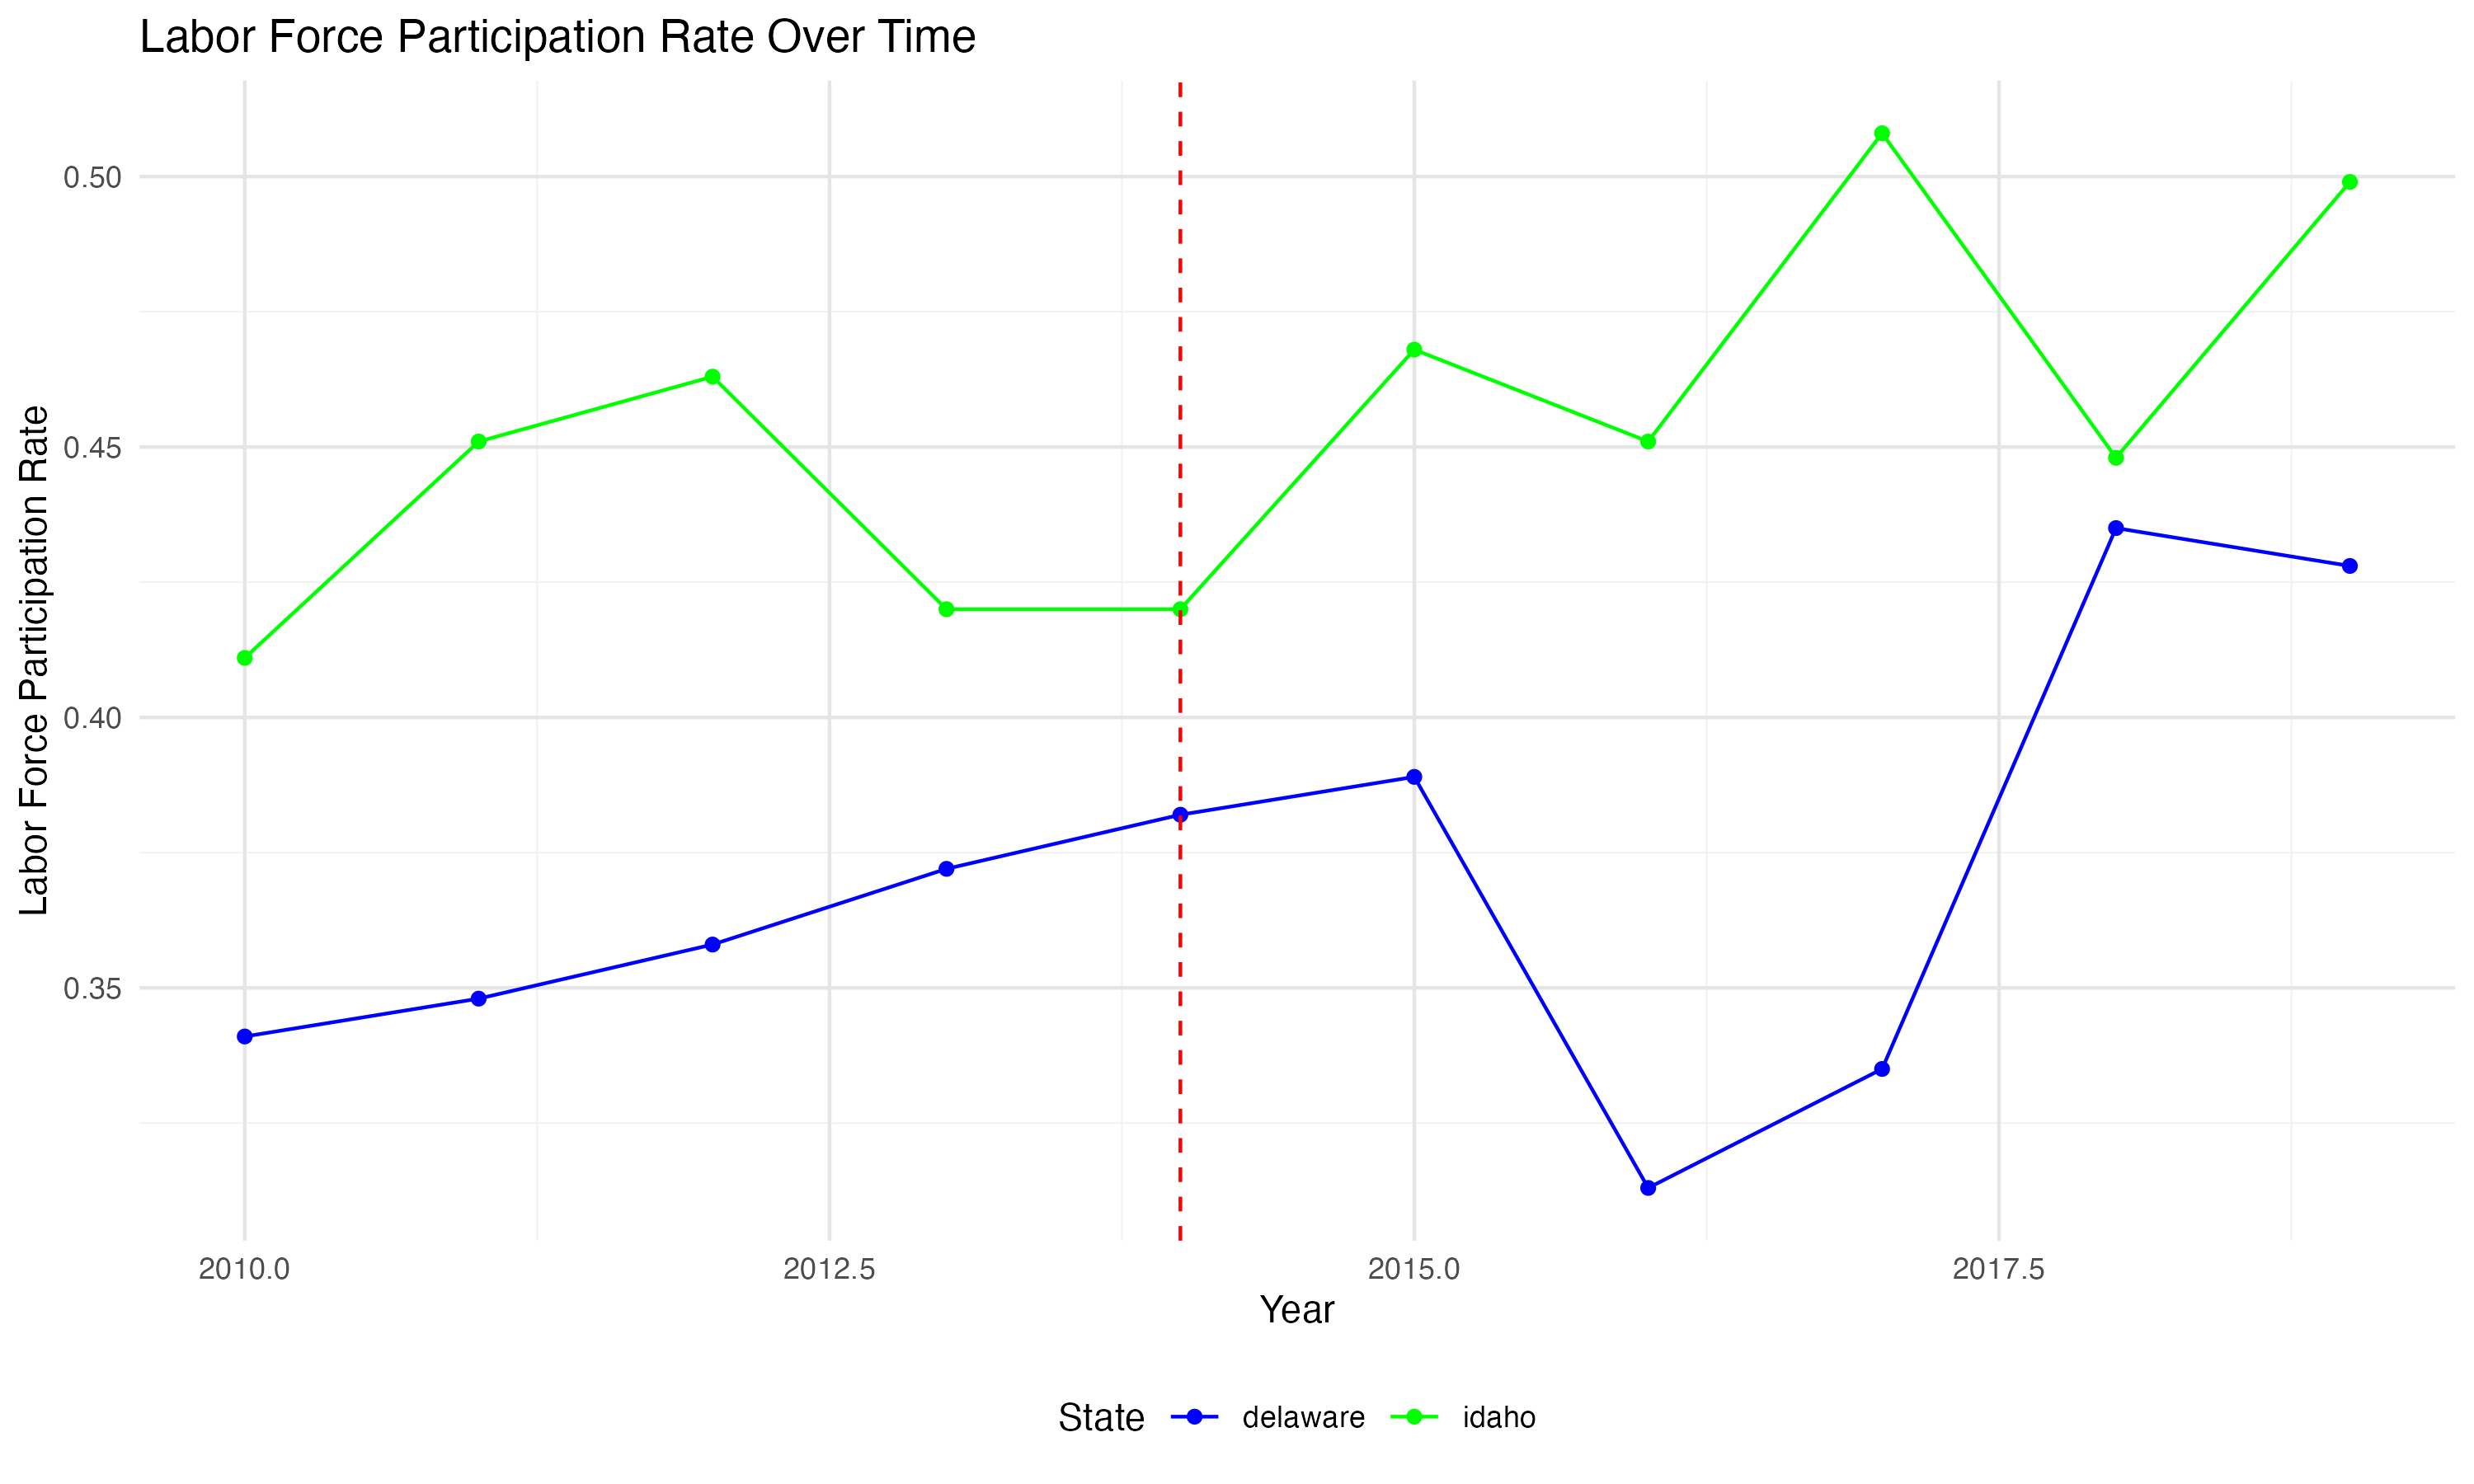 Labor Force Participation Rate Over Time
Labor Force Participation Rate
0.50
0.45
0.40
0.35
2010.0 2012.5 2015.0 2017.5
Year
State delaware idaho